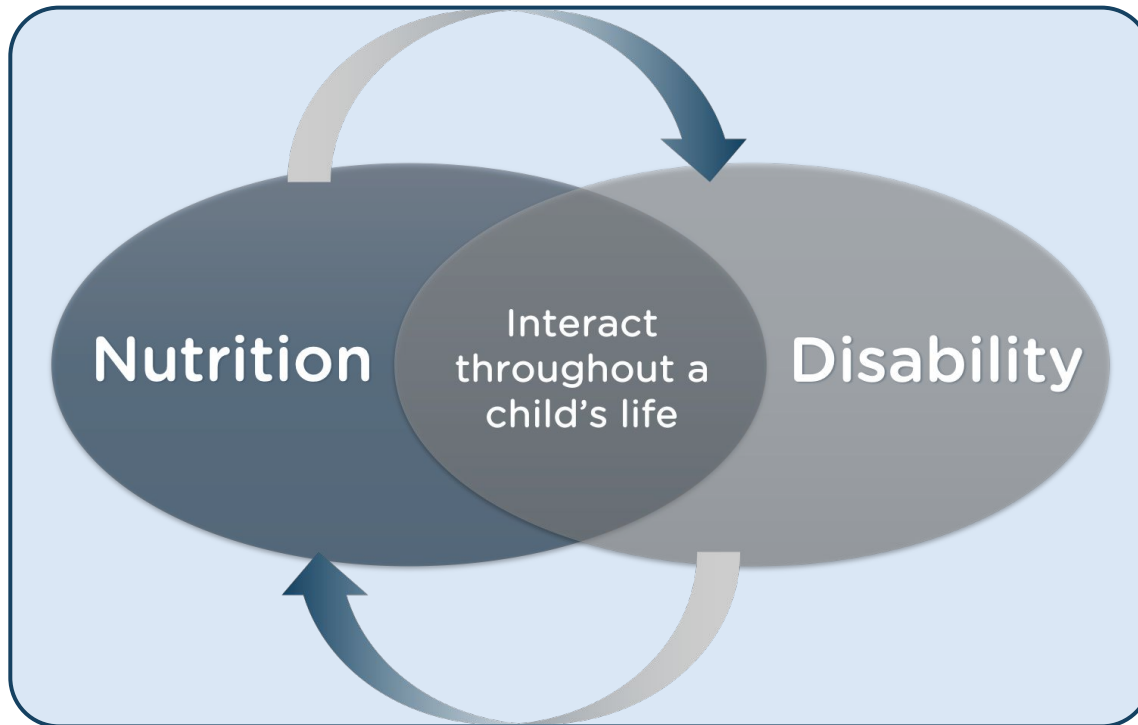 Nutrition
Interact
throughout a
child's life
Disability